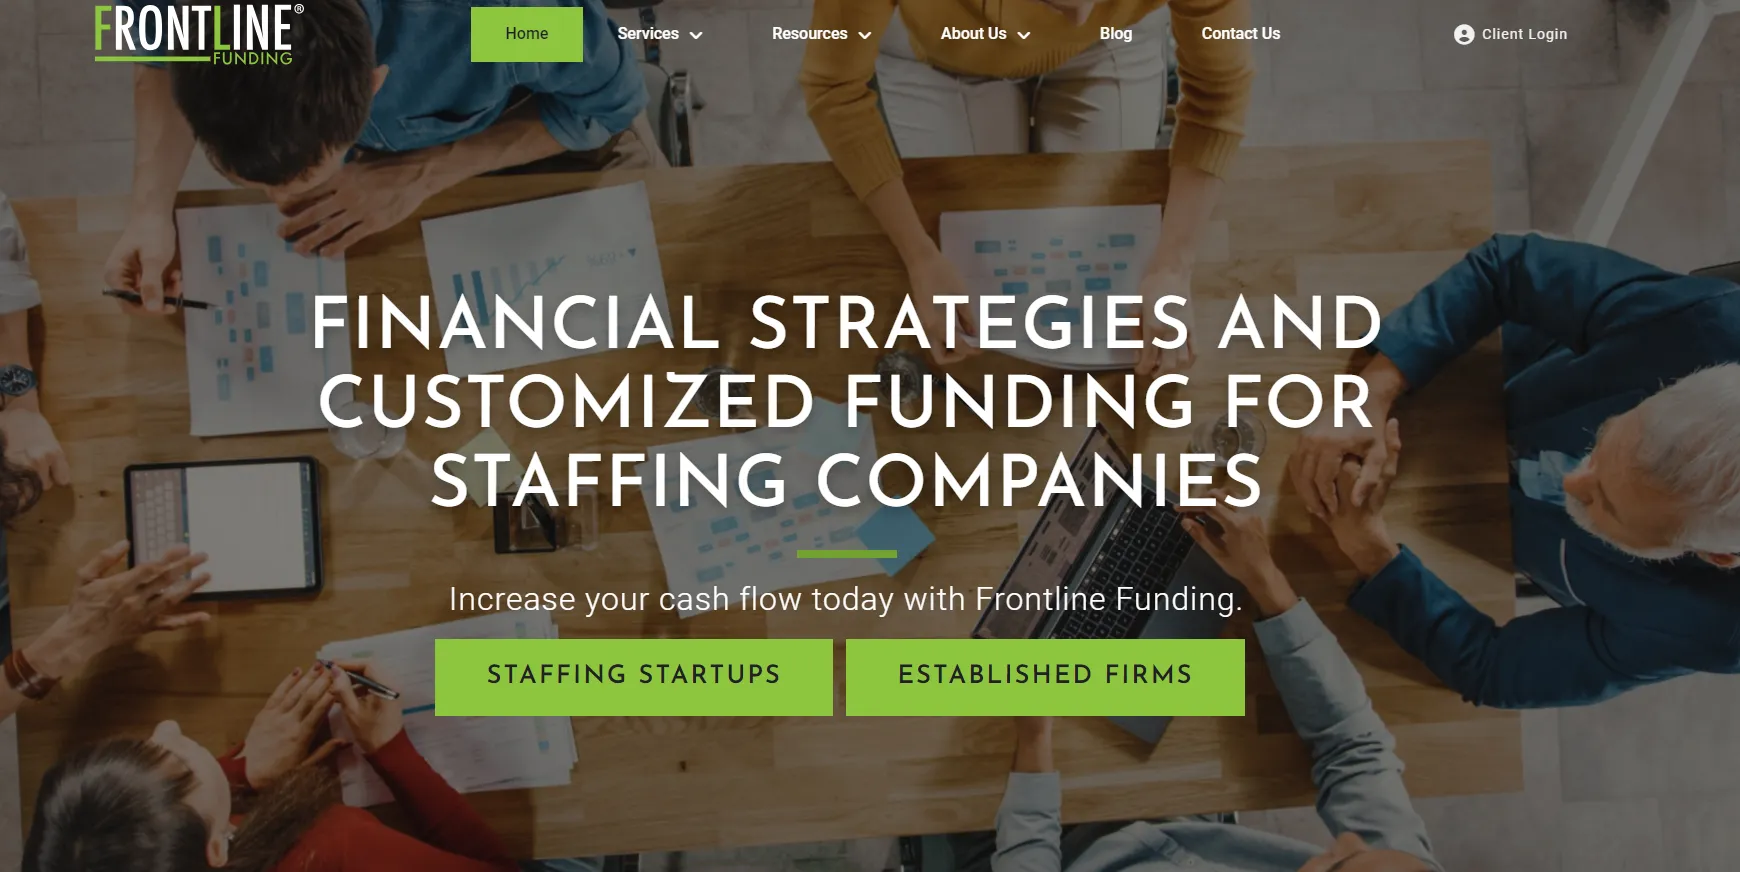 FRONTLINE®
FUNDING
Home
Services
Resources
About Us
Blog
Contact Us
Client Login
FINANCIAL STRATEGIES AND
CUSTOMIZED FUNDING FOR
STAFFING COMPANIES
Increase your cash flow today with Frontline Funding.
STAFFING STARTUPS
ESTABLISHED FIRMS